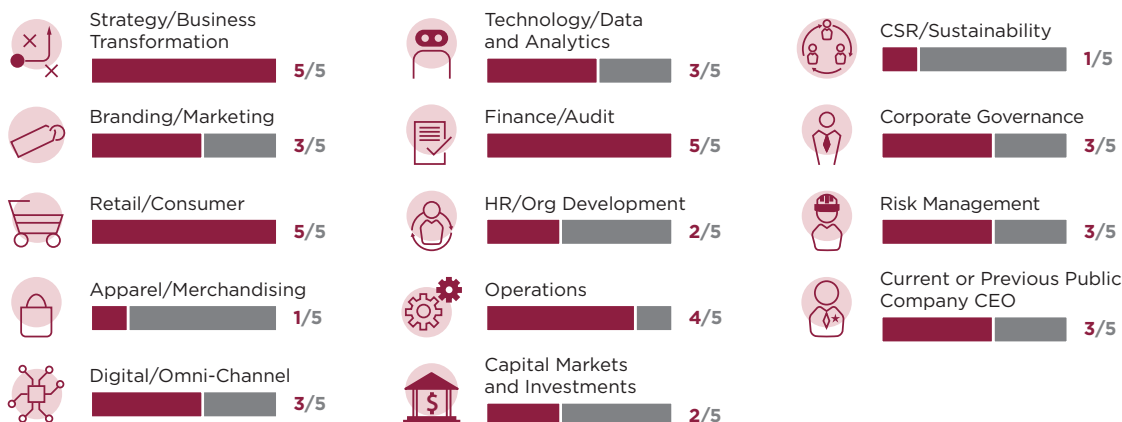 Strategy/Business
Transformation
5/5
Branding/Marketing
3/5
Retail/Consumer
5/5
Apparel/Merchandising
1/5
Digital/Omni-Channel
3/5
Technology/Data
and Analytics
3/5
Finance/Audit
5/5
HR/Org Development
2/5
Operations
4/5
Capital Markets
and Investments
$
2/5
CSR/Sustainability
1/5
Corporate Governance
3/5
Risk Management
3/5
Current or Previous Public
Company CEO
3/5